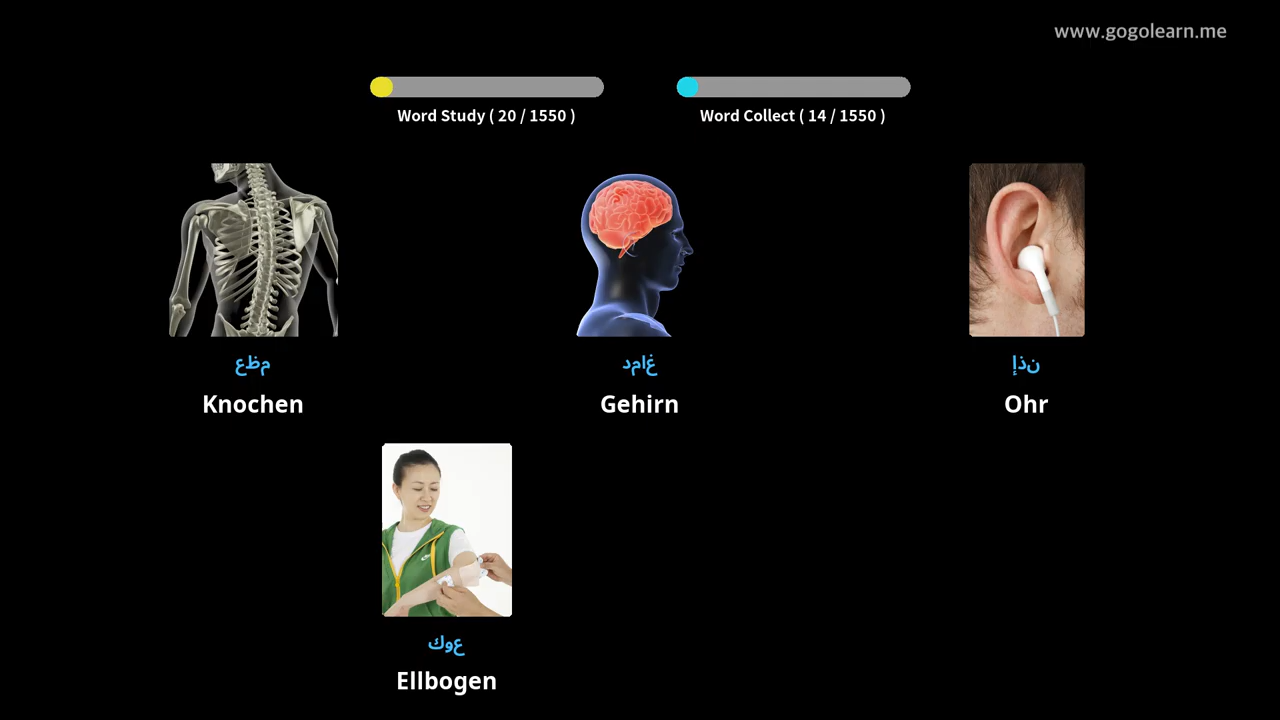 www.gogolearn.me
Word Study ( 20 / 1550 )
Word Collect ( 14 / 1550 )
مظع
غامد
نذإ
Knochen
Gehirn
Ohr
عوك
Ellbogen